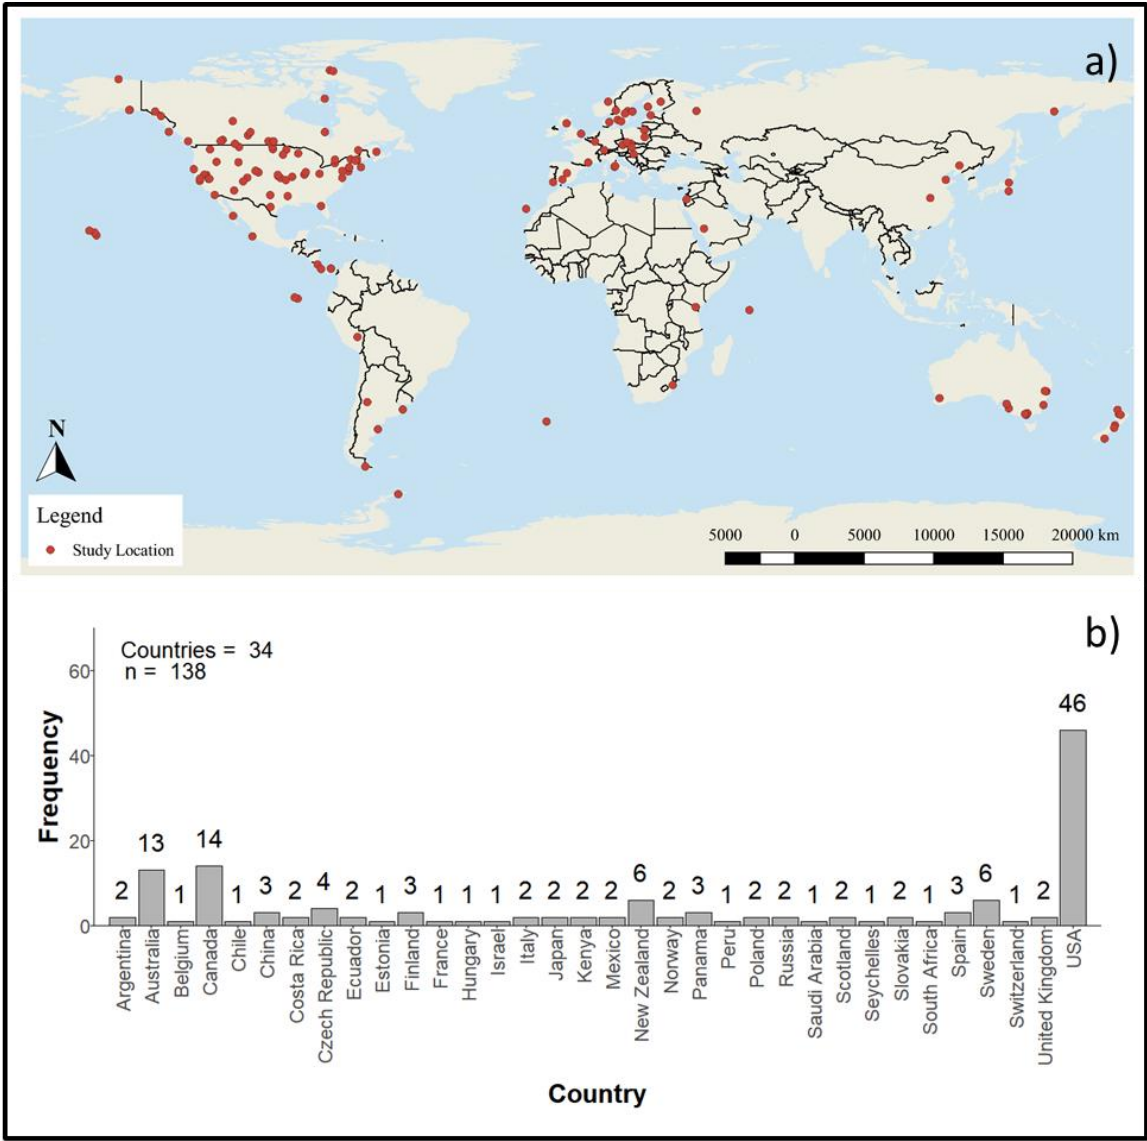 a)
N
Legend
Study Location
5000 0 5000 10000 15000 20000 km
b)
Countries = 34
n = 138
60
40
20
0
Frequency
2 13 1 14 1 3 2 4 2 1 3 1 1 1 2 2 2 2 6 2 3 1 2 2 1 2 1 2 1 3 6 1 2 46
Argentina
Australia
Belgium
Canada
Chile
China
Costa Rica
Czech Republic
Ecuador
Estonia
Finland
France
Hungary
Israel
Italy
Japan
Kenya
Mexico
New Zealand
Norway
Panama
Peru
Poland
Russia
Saudi Arabia
Scotland
Seychelles
Slovakia
South Africa
Spain
Sweden
Switzerland
United Kingdom
USA
Country